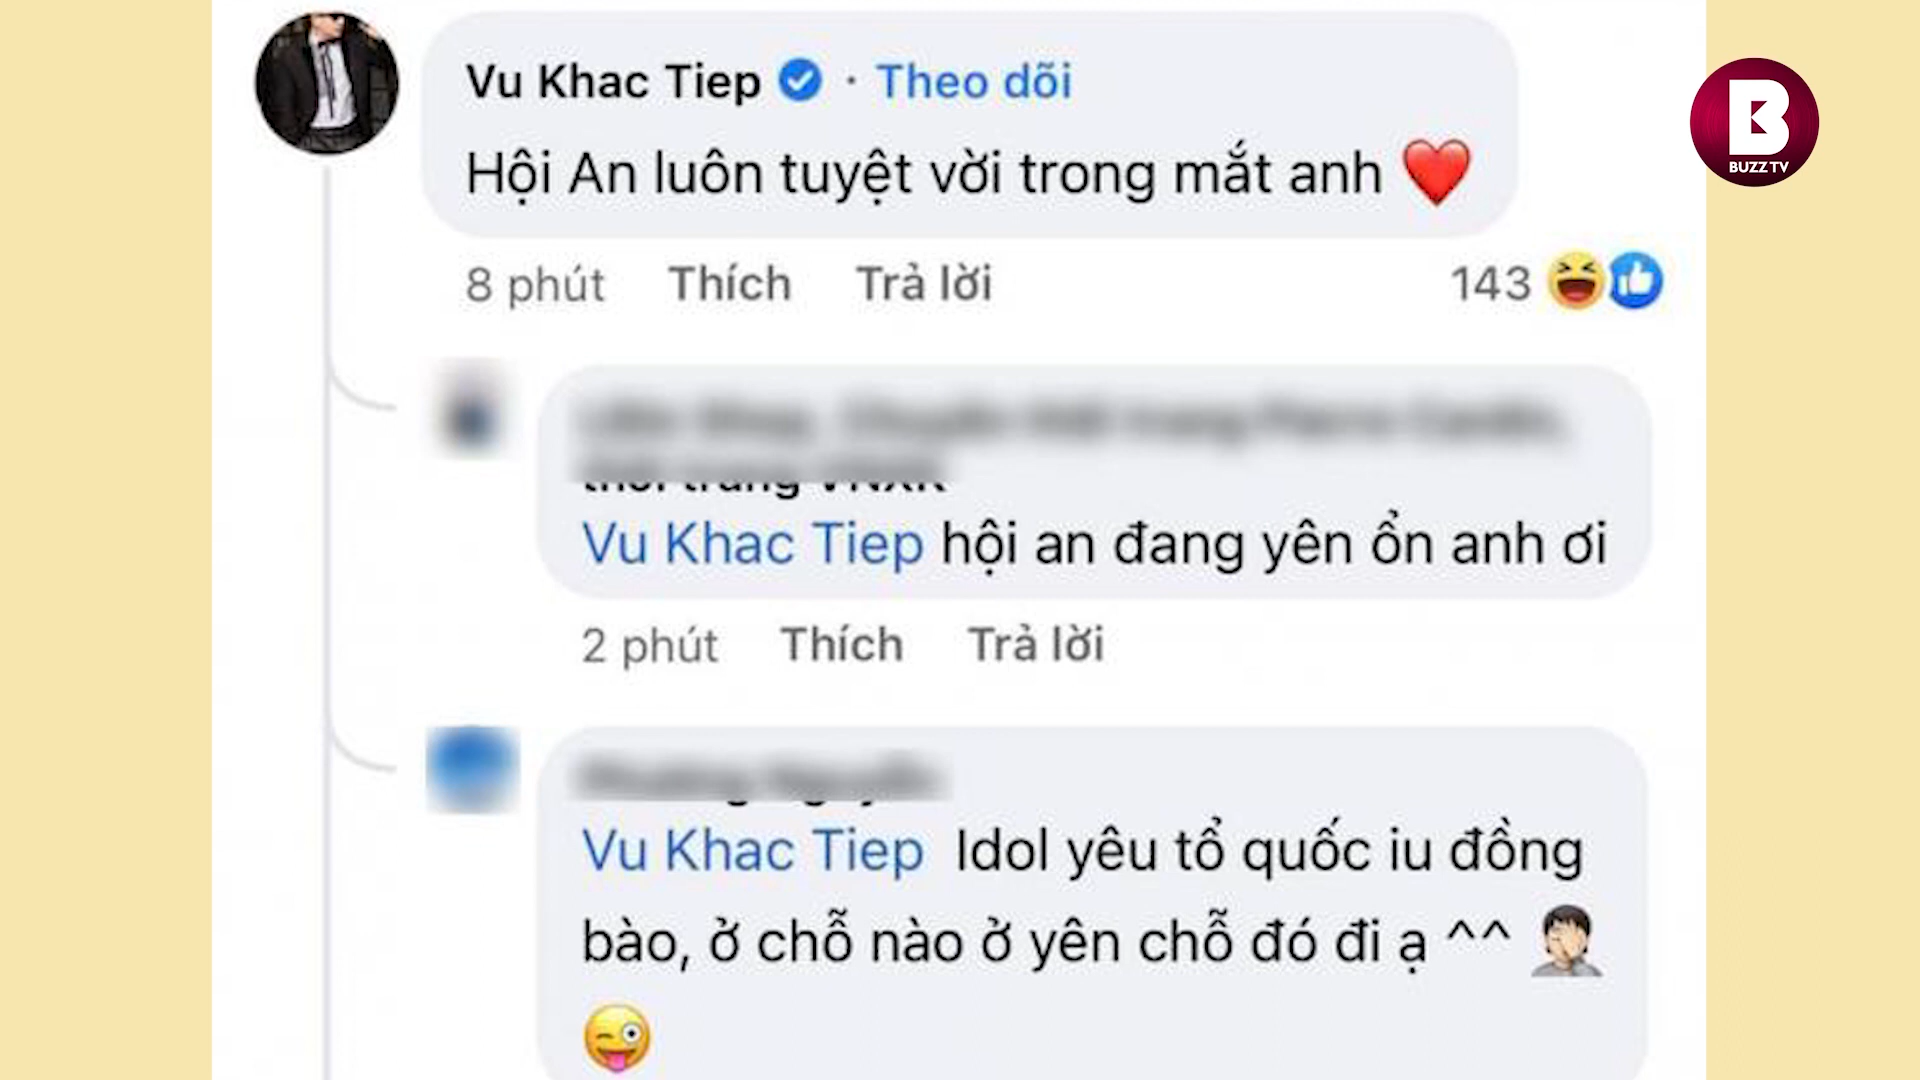 Vu Khac Tiep · Theo dõi
Hội An luôn tuyệt vời trong mắt anh ❤️
8 phút Thích Trả lời 143
Vu Khac Tiep hội an đang yên ổn anh ơi
2 phút Thích Trả lời
Vu Khac Tiep Idol yêu tổ quốc iu đồng
bào, ở chỗ nào ở yên chỗ đó đi ạ ^^ 🤦🏻‍♂️
😜
B
BUZZ TV